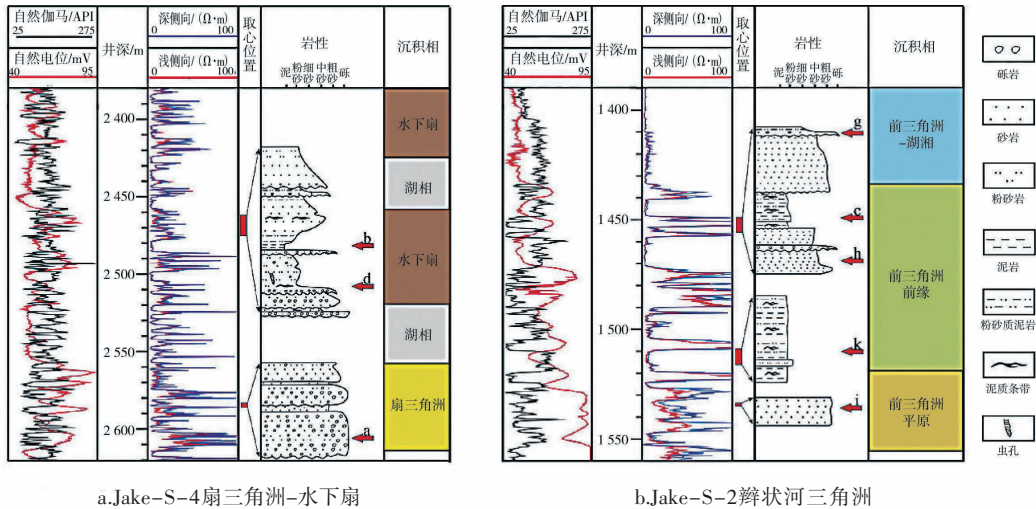 自然伽马/API
25 275
自然电位/mV
40 95
井深/m
深侧向/ (Ω·m)
0 100
浅侧向/ (Ω·m)
0 100
取心位置
岩性
泥 粉 细 中 粗 砾
砂 砂 砂 砂
沉积相
2 400
2 450
2 500
2 550
2 600
b
d
a
水下扇
湖相
水下扇
湖相
扇三角洲
a.Jake-S-4扇三角洲-水下扇
自然伽马/API
25 275
自然电位/mV
40 95
井深/m
深侧向/ (Ω·m)
0 100
浅侧向/ (Ω·m)
0 100
取心位置
岩性
泥 粉 细 中 粗 砾
砂 砂 砂 砂
沉积相
1 400
1 450
1 500
1 550
g
c
h
k
i
前三角洲
-湖湘
前三角洲
前缘
前三角洲
平原
b.Jake-S-2辫状河三角洲
砾岩
砂岩
粉砂岩
泥岩
粉砂质泥岩
泥质条带
虫孔